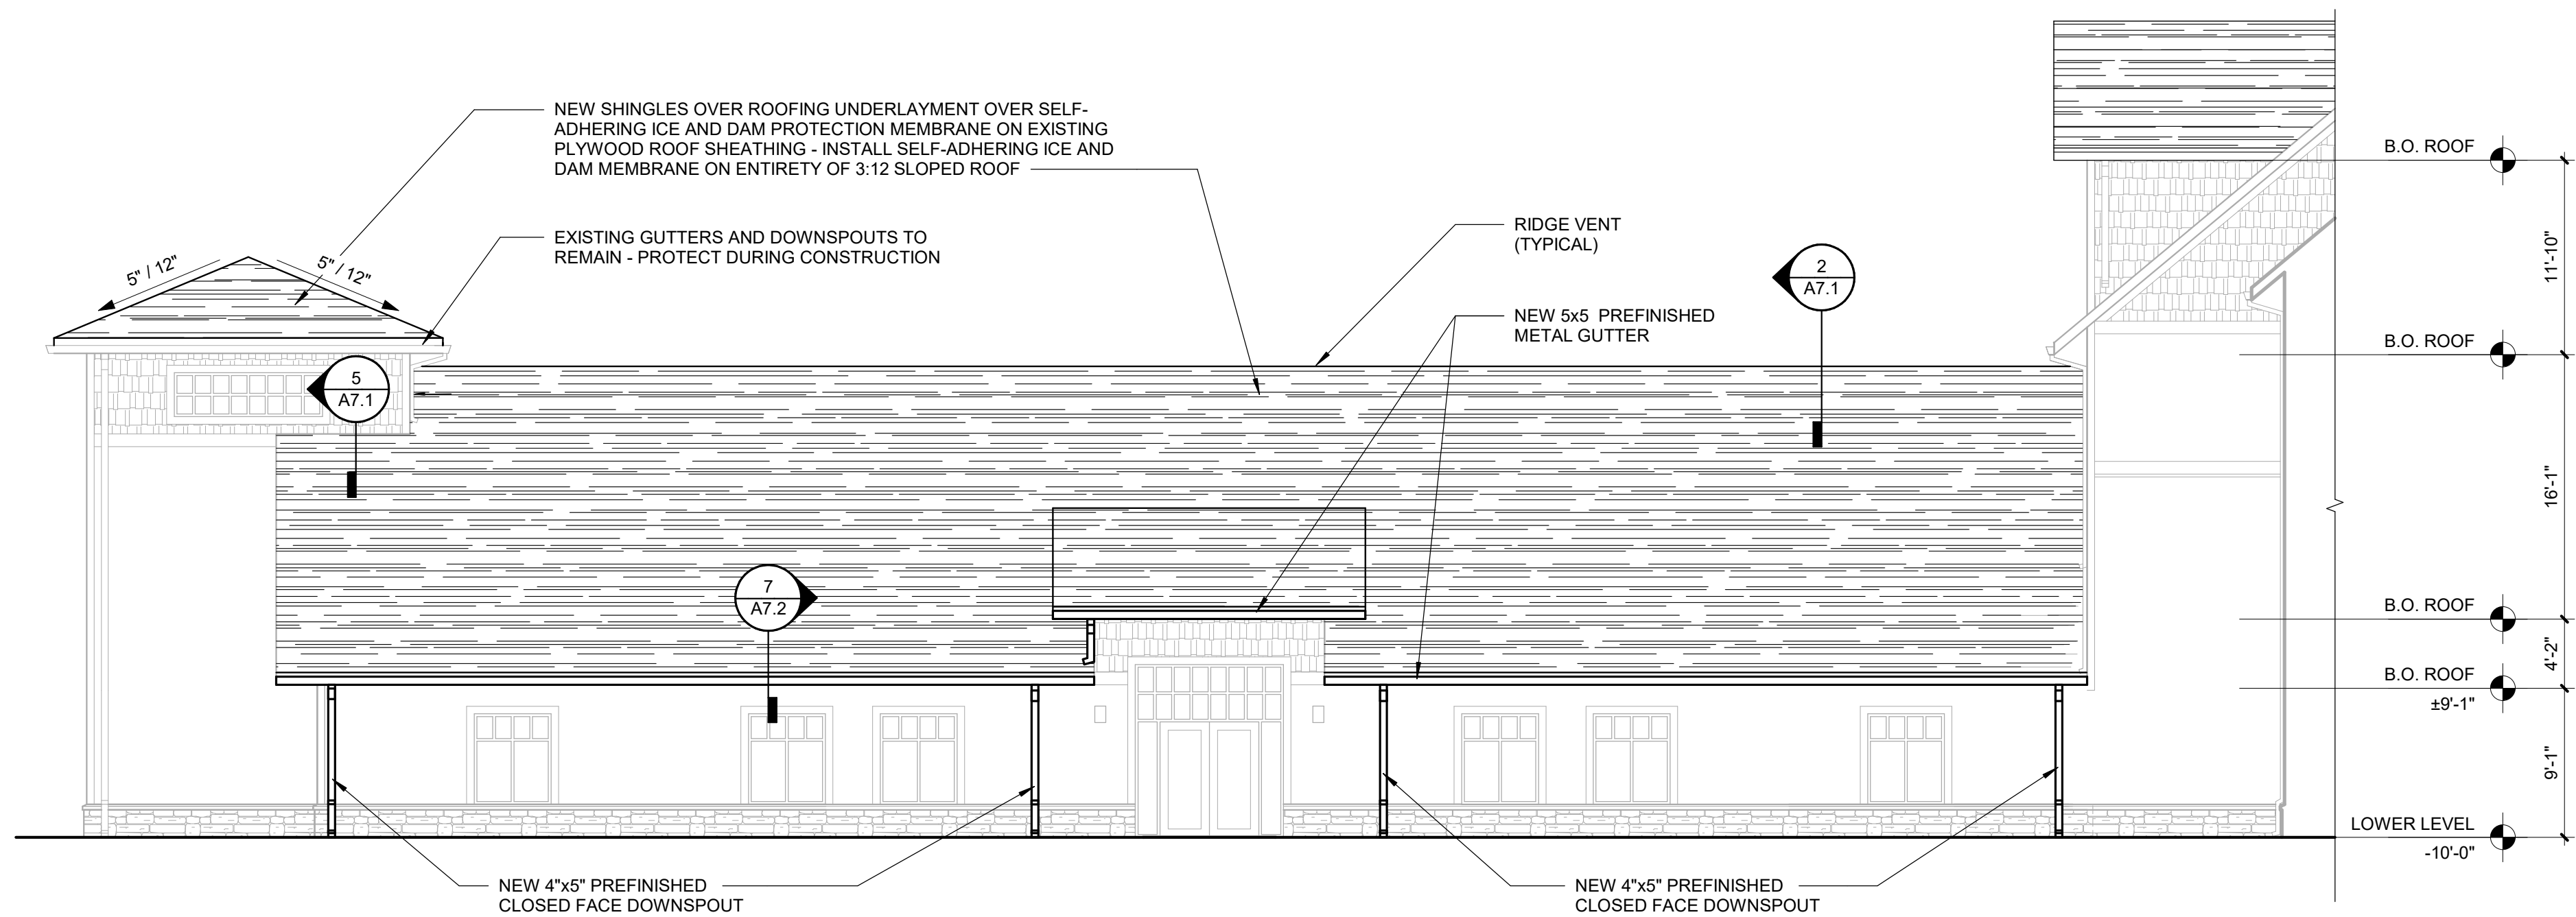 NEW SHINGLES OVER ROOFING UNDERLAYMENT OVER SELF-
ADHERING ICE AND DAM PROTECTION MEMBRANE ON EXISTING
PLYWOOD ROOF SHEATHING - INSTALL SELF-ADHERING ICE AND
DAM MEMBRANE ON ENTIRETY OF 3:12 SLOPED ROOF
EXISTING GUTTERS AND DOWNSPOUTS TO
REMAIN - PROTECT DURING CONSTRUCTION
5" / 12"
5" / 12"
RIDGE VENT
(TYPICAL)
NEW 5x5 PREFINISHED
METAL GUTTER
2
A7.1
5
A7.1
7
A7.2
B.O. ROOF
11'-10"
B.O. ROOF
16'-1"
B.O. ROOF
4'-2"
B.O. ROOF
±9'-1"
9'-1"
LOWER LEVEL
-10'-0"
NEW 4"x5" PREFINISHED
CLOSED FACE DOWNSPOUT
NEW 4"x5" PREFINISHED
CLOSED FACE DOWNSPOUT